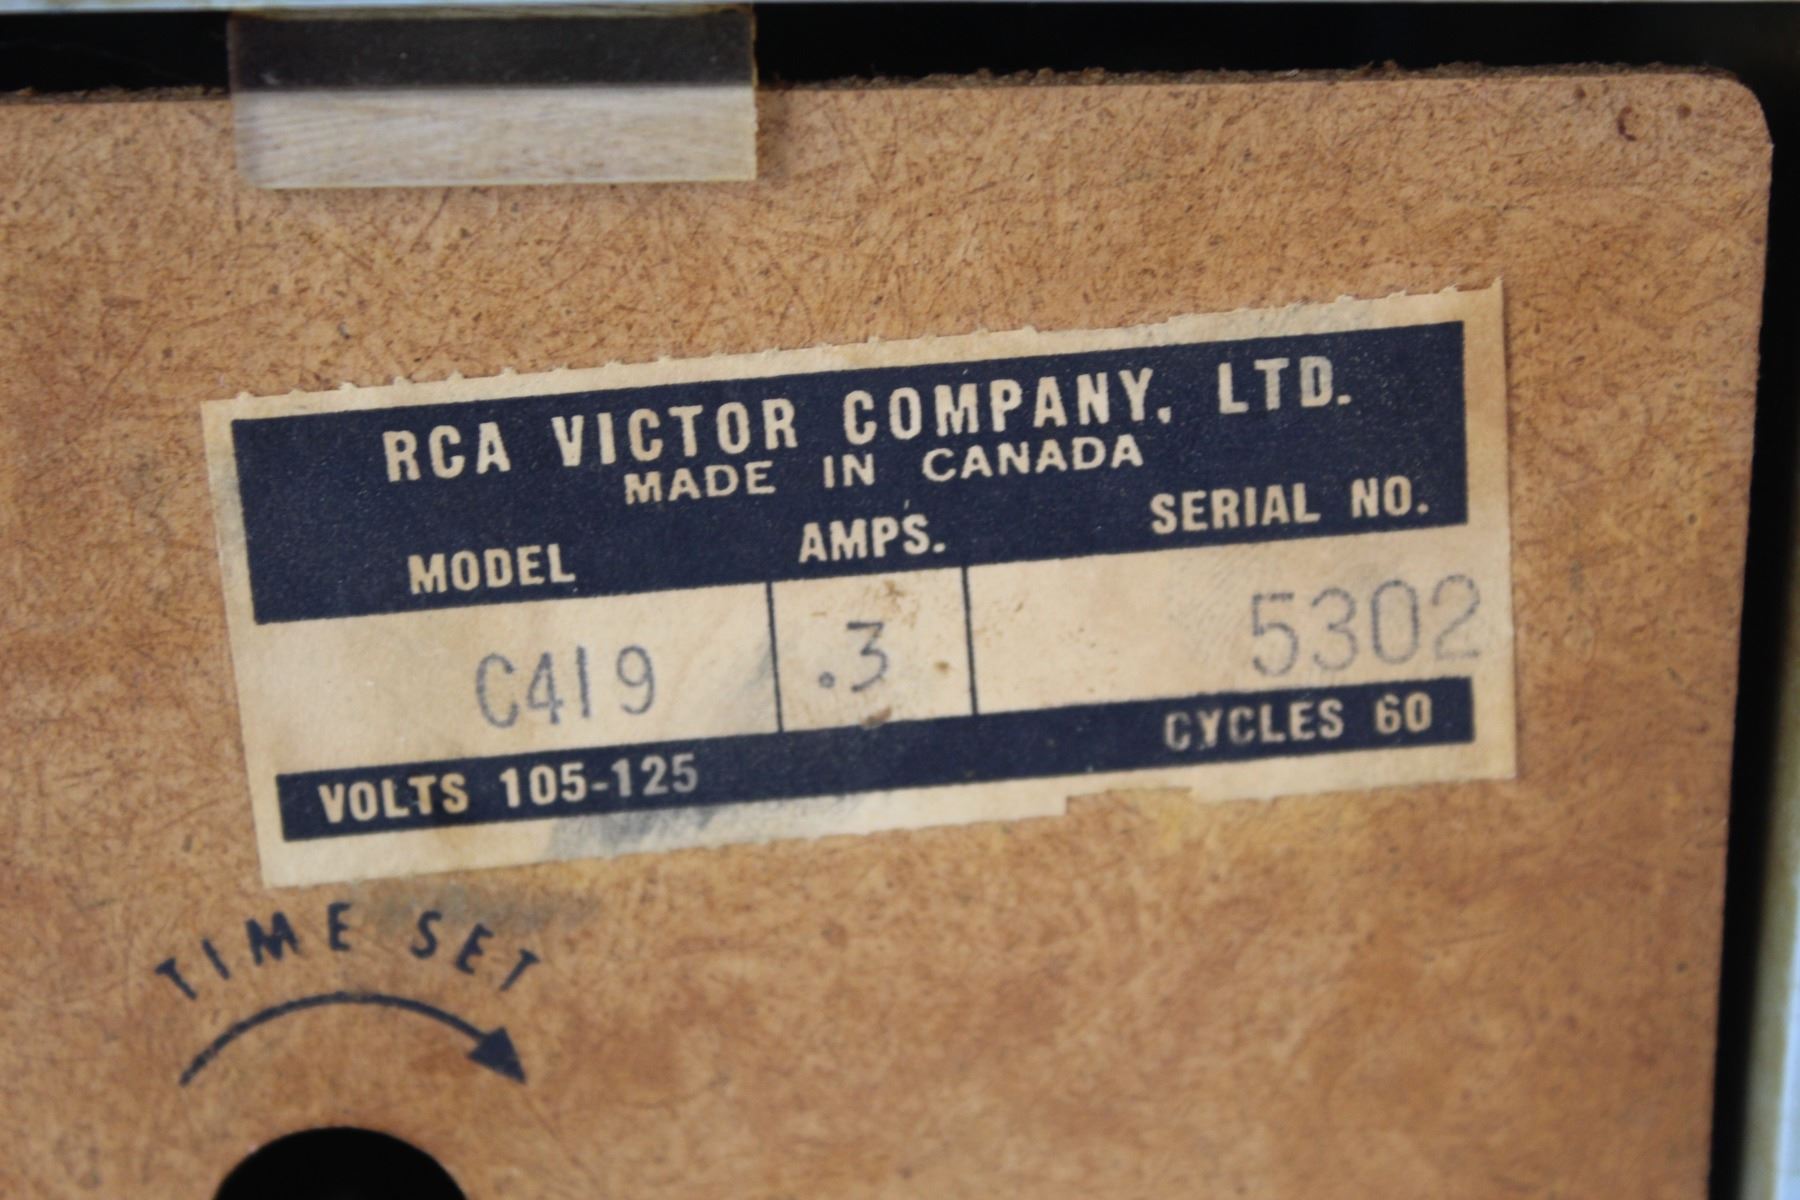 RCA VICTOR COMPANY, LTD.
MADE IN CANADA
MODEL AMPS. SERIAL NO.
C419 .3 5302
VOLTS 105-125 CYCLES 60
TIME SET